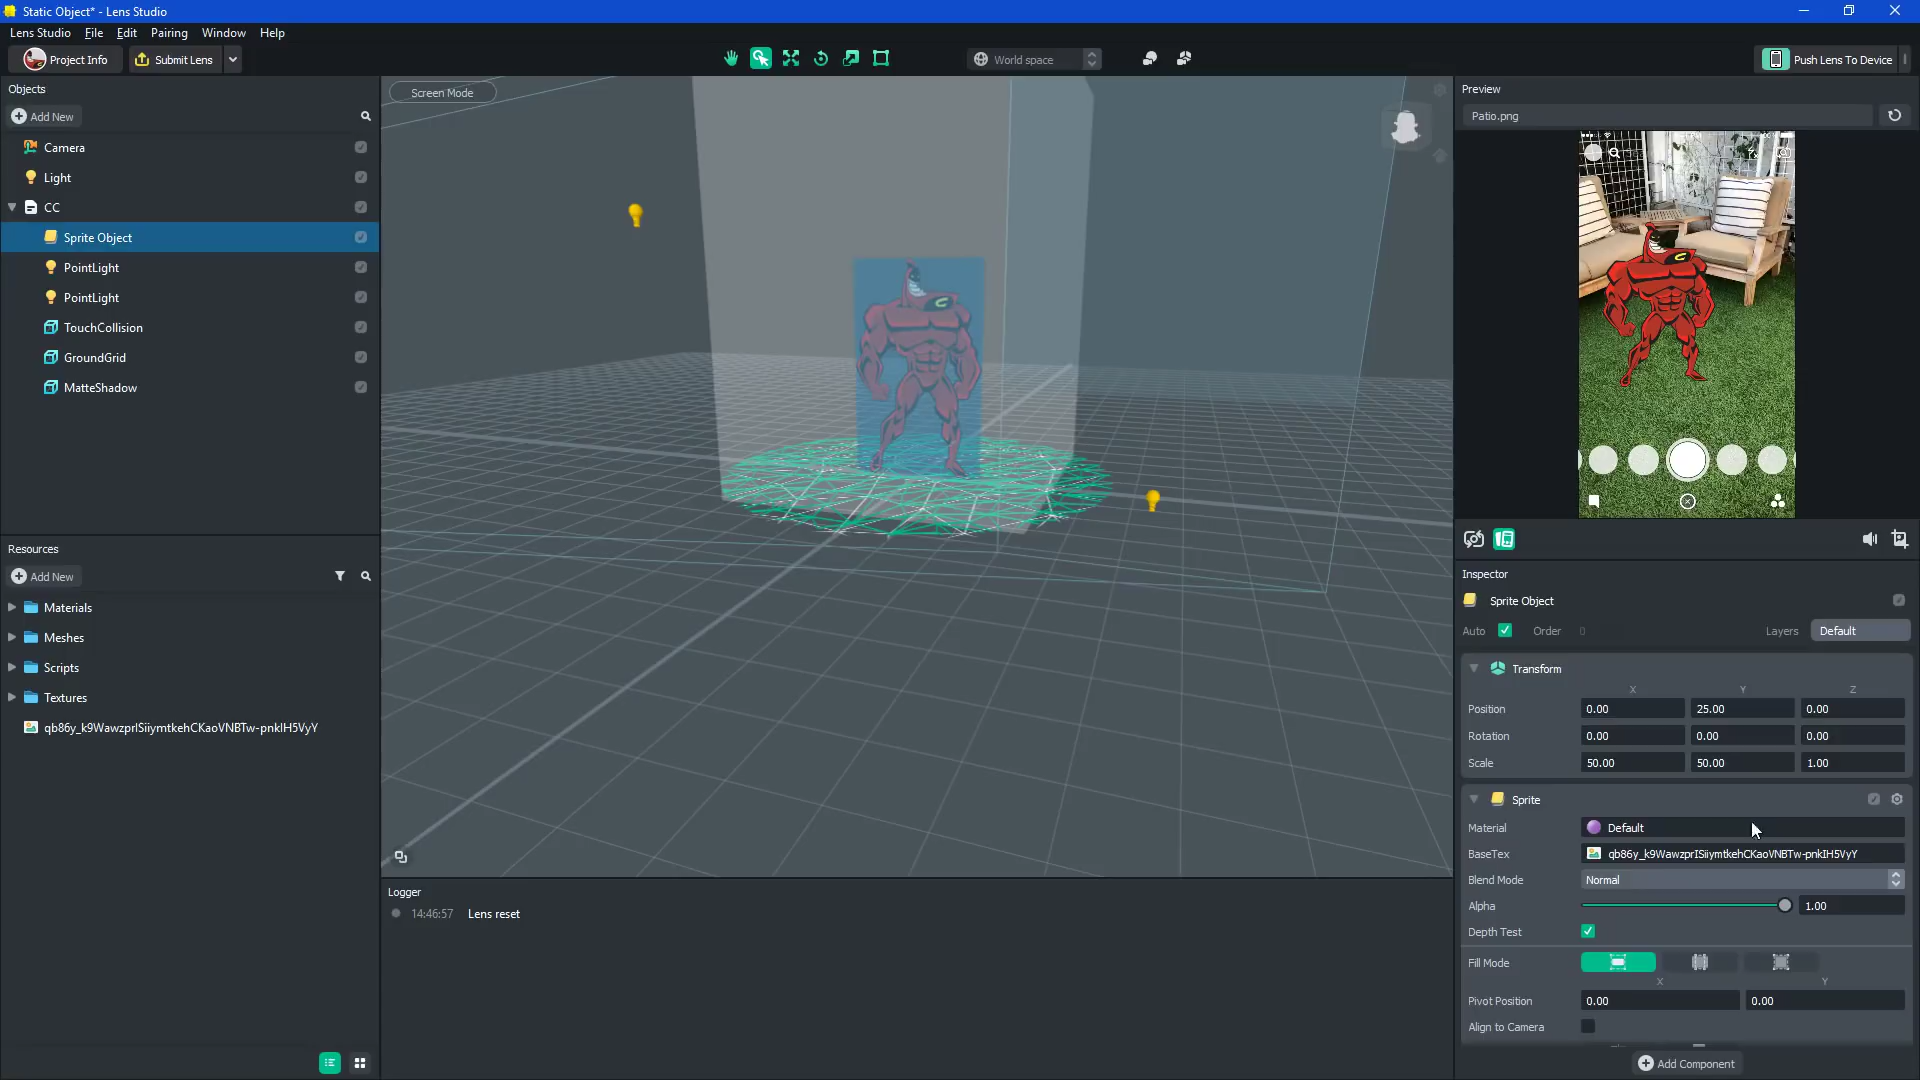 Static Object* - Lens Studio
Lens Studio File Edit Pairing Window Help
Project Info Submit Lens World space Push Lens To Device
Objects
Add New
Camera
Light
CC
Sprite Object
PointLight
PointLight
TouchCollision
GroundGrid
MatteShadow
Resources
Add New
Materials
Meshes
Scripts
Textures
Screen Mode
Logger
14:46:57 Lens reset
Preview
Patio.png
C
Inspector
Sprite Object
Auto Order 0 Layers Default
Transform
X Y Z
Position 0.00 25.00 0.00
Rotation 0.00 0.00 0.00
Scale 50.00 50.00 1.00
Sprite
Material Default
BaseTex
Blend Mode Normal
Alpha 1.00
Depth Test
Fill Mode
X Y
Pivot Position 0.00 0.00
Align to Camera
Add Component